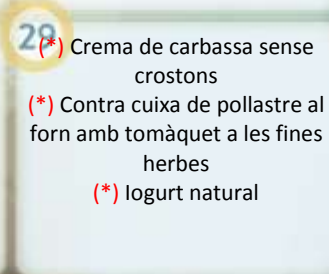 29
(*) Crema de carbassa sense
crostons
(*) Contra cuixa de pollastre al
forn amb tomàquet a les fines
herbes
(*) Iogurt natural